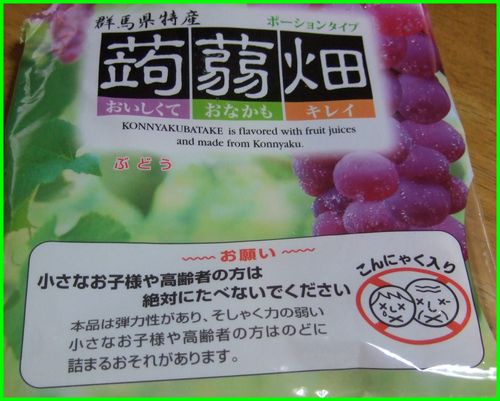 群馬県特産
ポーションタイプ
蒟蒻畑
おいしくて おなかも キレイ
KONNYAKUBATAKE is flavored with fruit juices
and made from Konnyaku.
ぶどう
お願い
小さなお子様や高齢者の方は
絶対にたべないでください
本品は弾力性があり、そしゃく力の弱い
小さなお子様や高齢者の方はのどに
詰まるおそれがあります。
こんにゃく入り